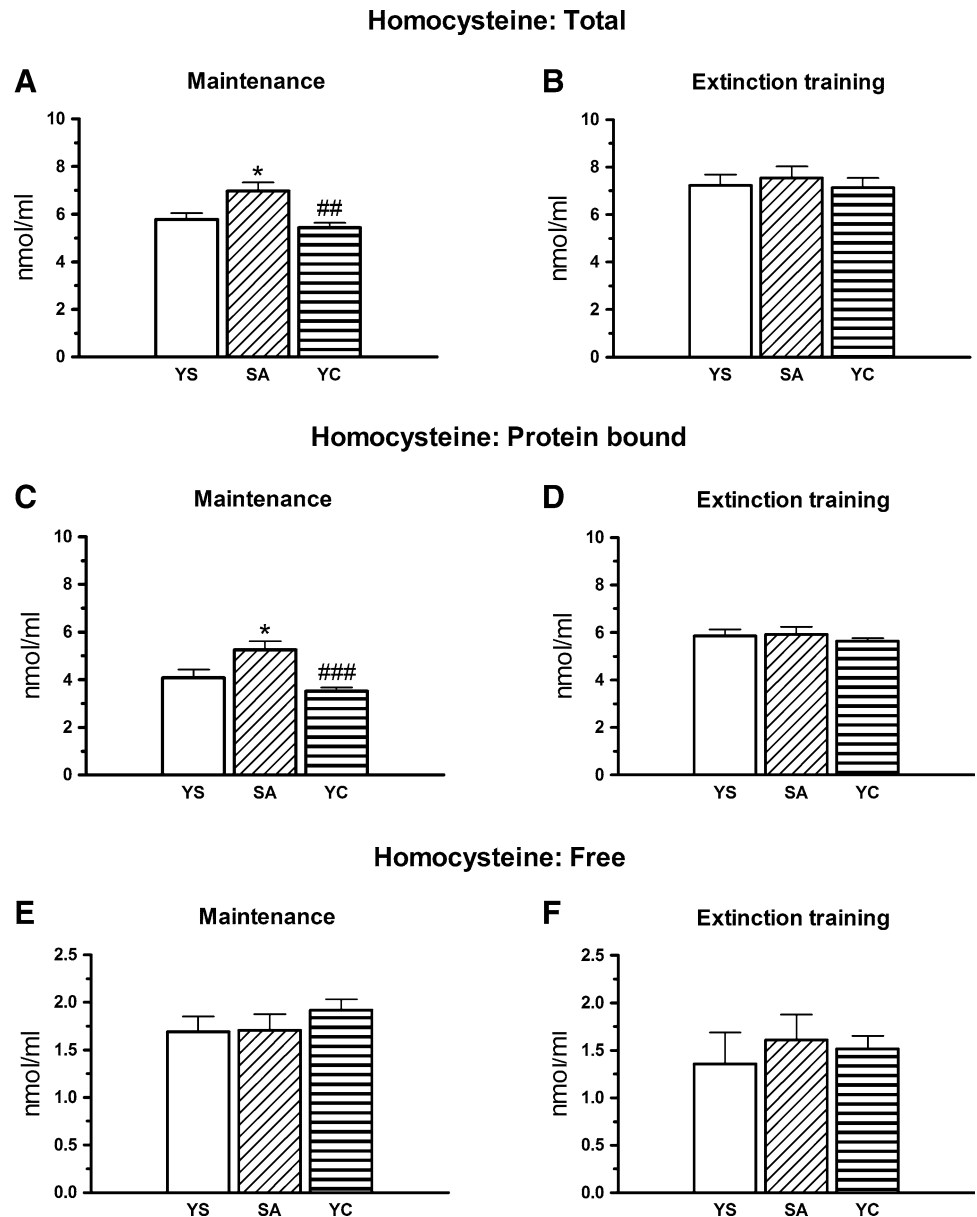 Homocysteine: Total
A
Maintenance
nmol/ml
10
8
6
4
2
0
*
##
YS SA YC
B
Extinction training
nmol/ml
10
8
6
4
2
0
YS SA YC
Homocysteine: Protein bound
C
Maintenance
nmol/ml
10
8
6
4
2
0
*
###
YS SA YC
D
Extinction training
nmol/ml
10
8
6
4
2
0
YS SA YC
Homocysteine: Free
E
Maintenance
nmol/ml
2.5
2.0
1.5
1.0
0.5
0.0
YS SA YC
F
Extinction training
nmol/ml
2.5
2.0
1.5
1.0
0.5
0.0
YS SA YC